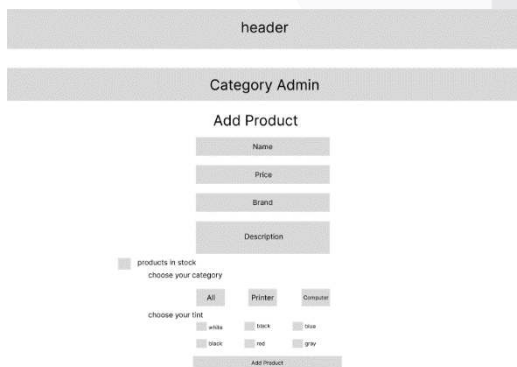 header
Category Admin
Add Product
Name
Price
Brand
Description
products in stock
choose your category
All Printer Computer
choose your tint
white black blue
black red gray
Add Product